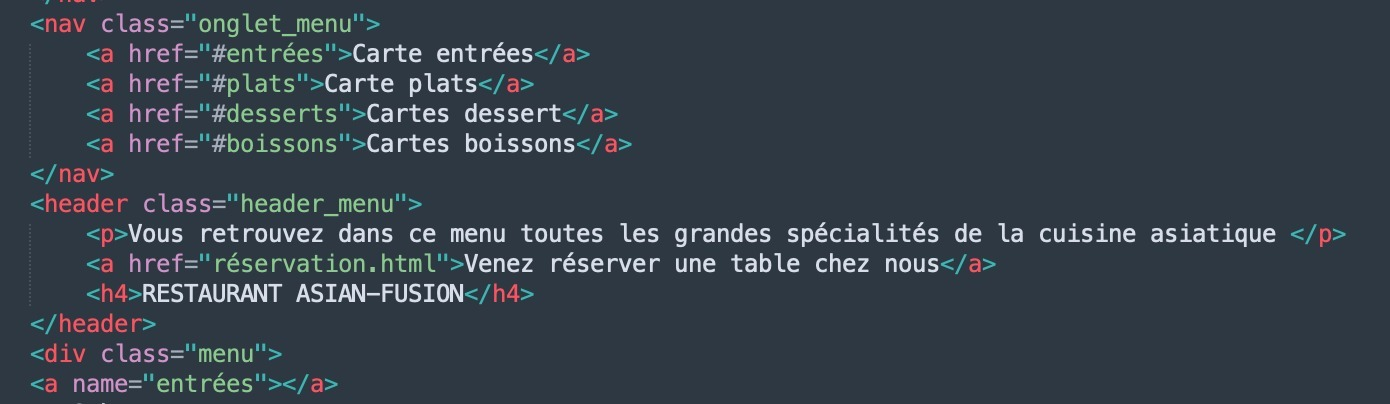 <nav class="onglet_menu">
<a href="#entrées">Carte entrées</a>
<a href="#plats">Carte plats</a>
<a href="#desserts">Cartes dessert</a>
<a href="#boissons">Cartes boissons</a>
</nav>
<header class="header_menu">
<p>Vous retrouvez dans ce menu toutes les grandes spécialités de la cuisine asiatique </p>
<a href="réservation.html">Venez réserver une table chez nous</a>
<h4>RESTAURANT ASIAN-FUSION</h4>
</header>
<div class="menu">
<a name="entrées"></a>